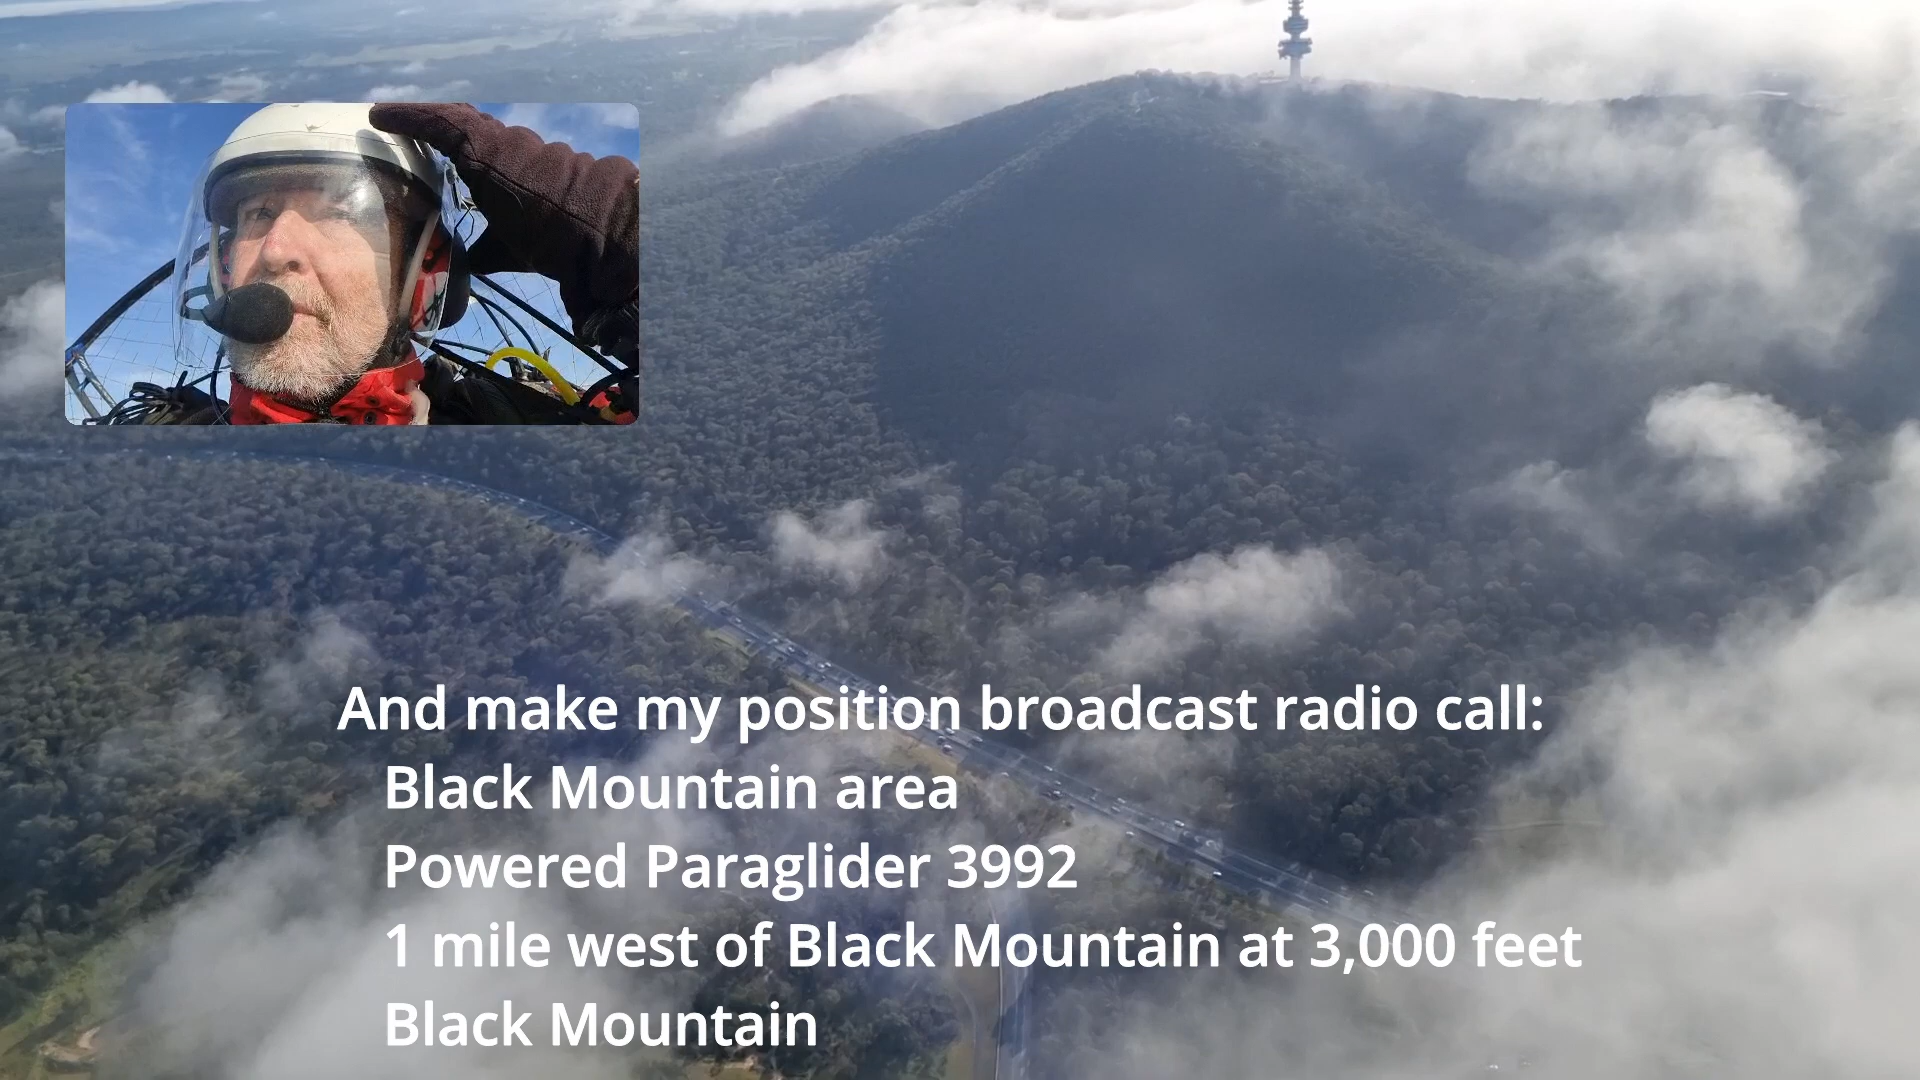 And make my position broadcast radio call:
Black Mountain area
Powered Paraglider 3992
1 mile west of Black Mountain at 3,000 feet
Black Mountain